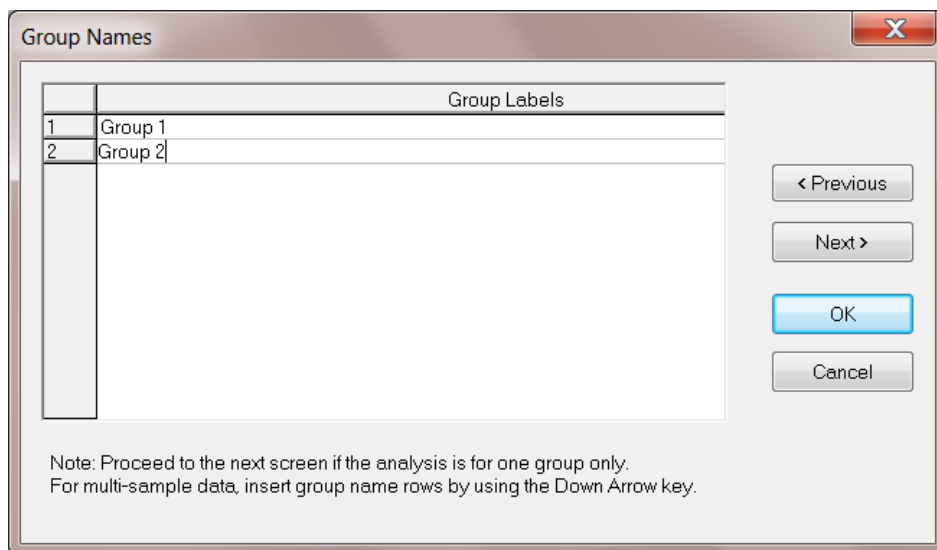 Group Names
X
Group Labels
1 Group 1
2 Group 2
< Previous
Next >
OK
Cancel
Note: Proceed to the next screen if the analysis is for one group only.
For multi-sample data, insert group name rows by using the Down Arrow key.